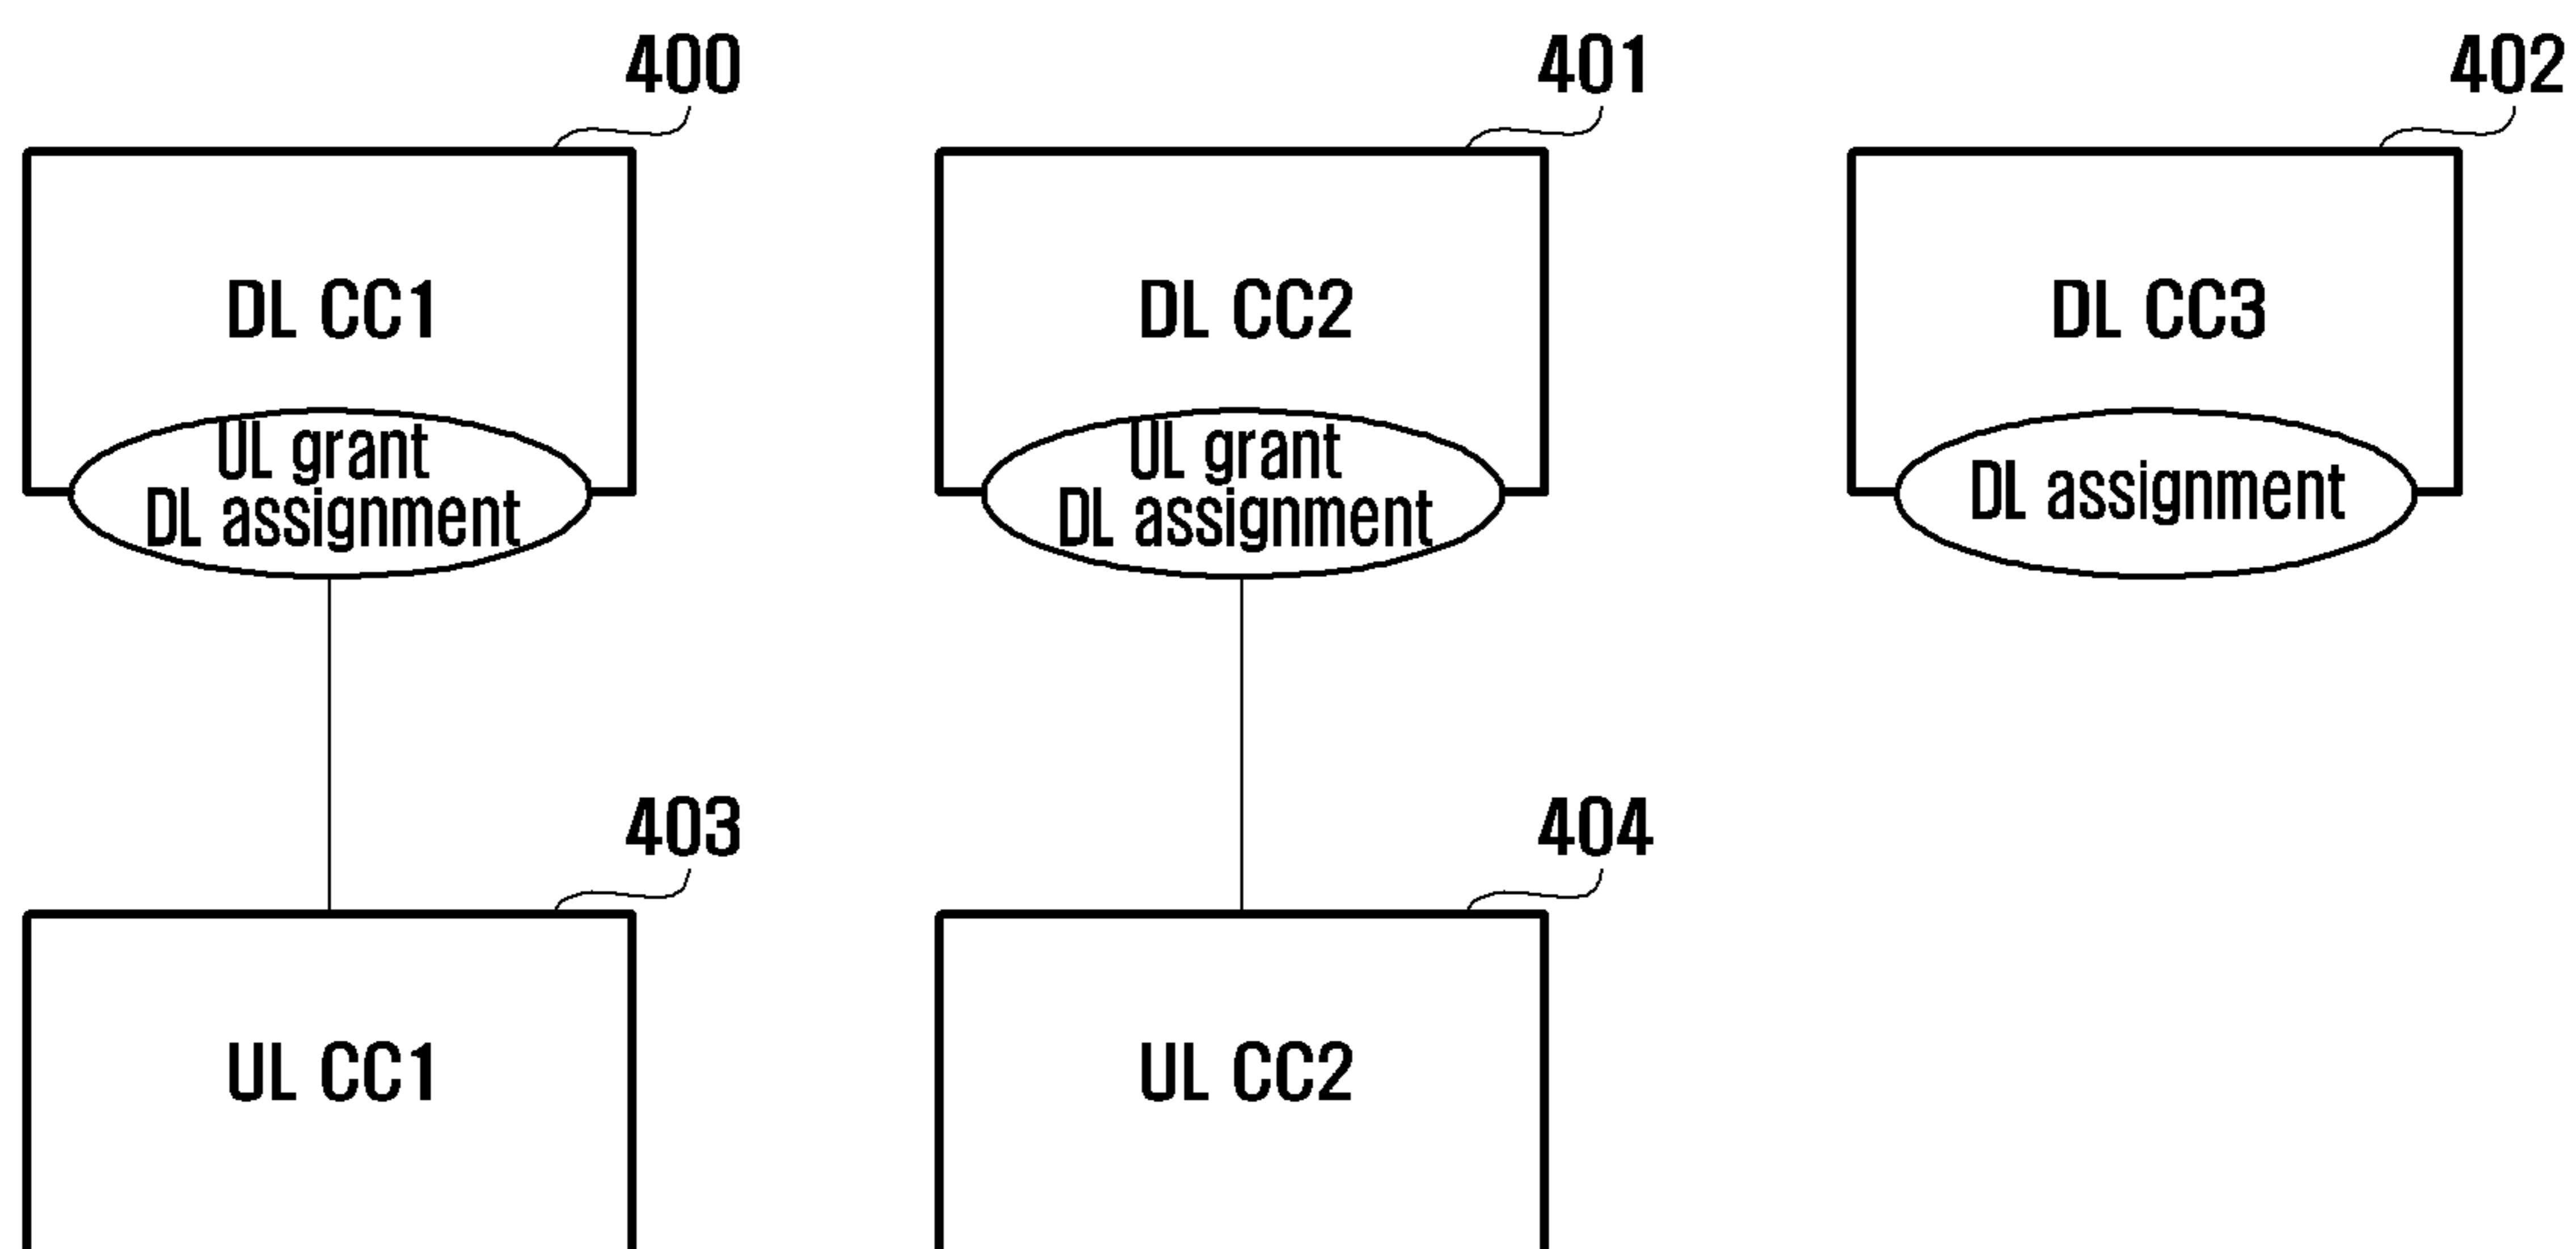 400
401
402
DL CC1
DL CC2
DL CC3
UL grant
DL assignment
UL grant
DL assignment
DL assignment
403
404
UL CC1
UL CC2